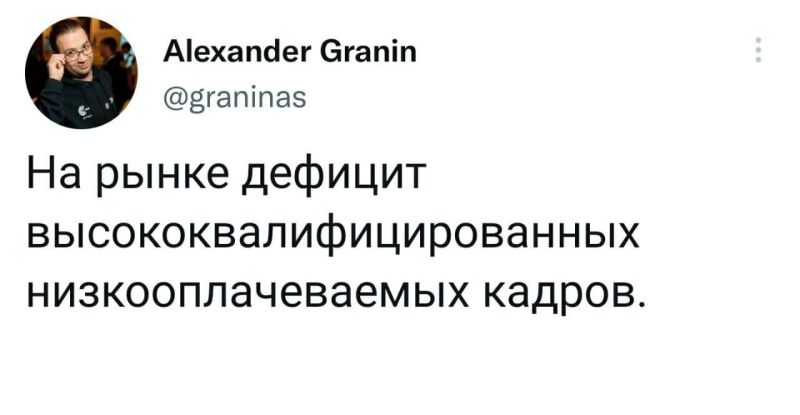 Alexander Granin
@graninas
На рынке дефицит
высококвалифицированных
низкооплачеваемых кадров.